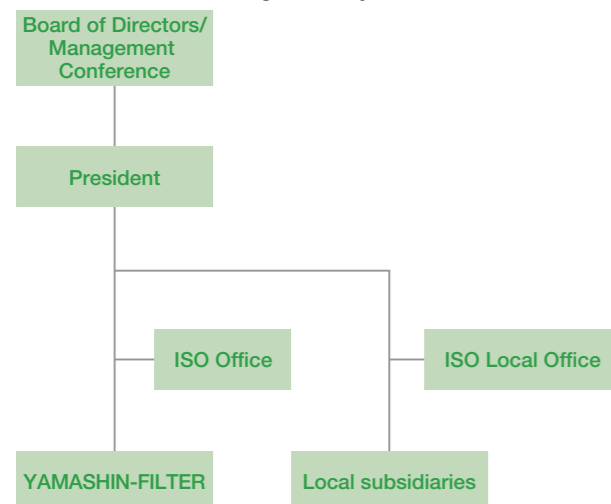 Board of Directors/
Management
Conference
President
ISO Office
ISO Local Office
YAMASHIN-FILTER
Local subsidiaries